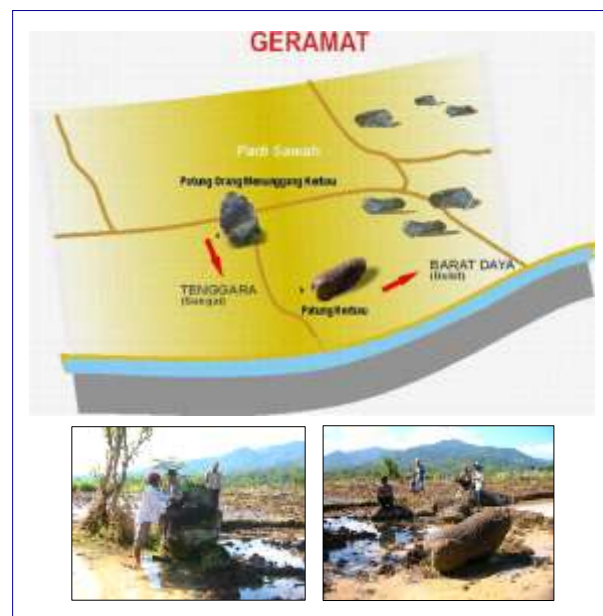 GERAMAT
Padi Sawah
Patung Orang Menunggang Kerbau
BARAT DAYA
TENGGARA
(Sungai)
Patung Kerbau